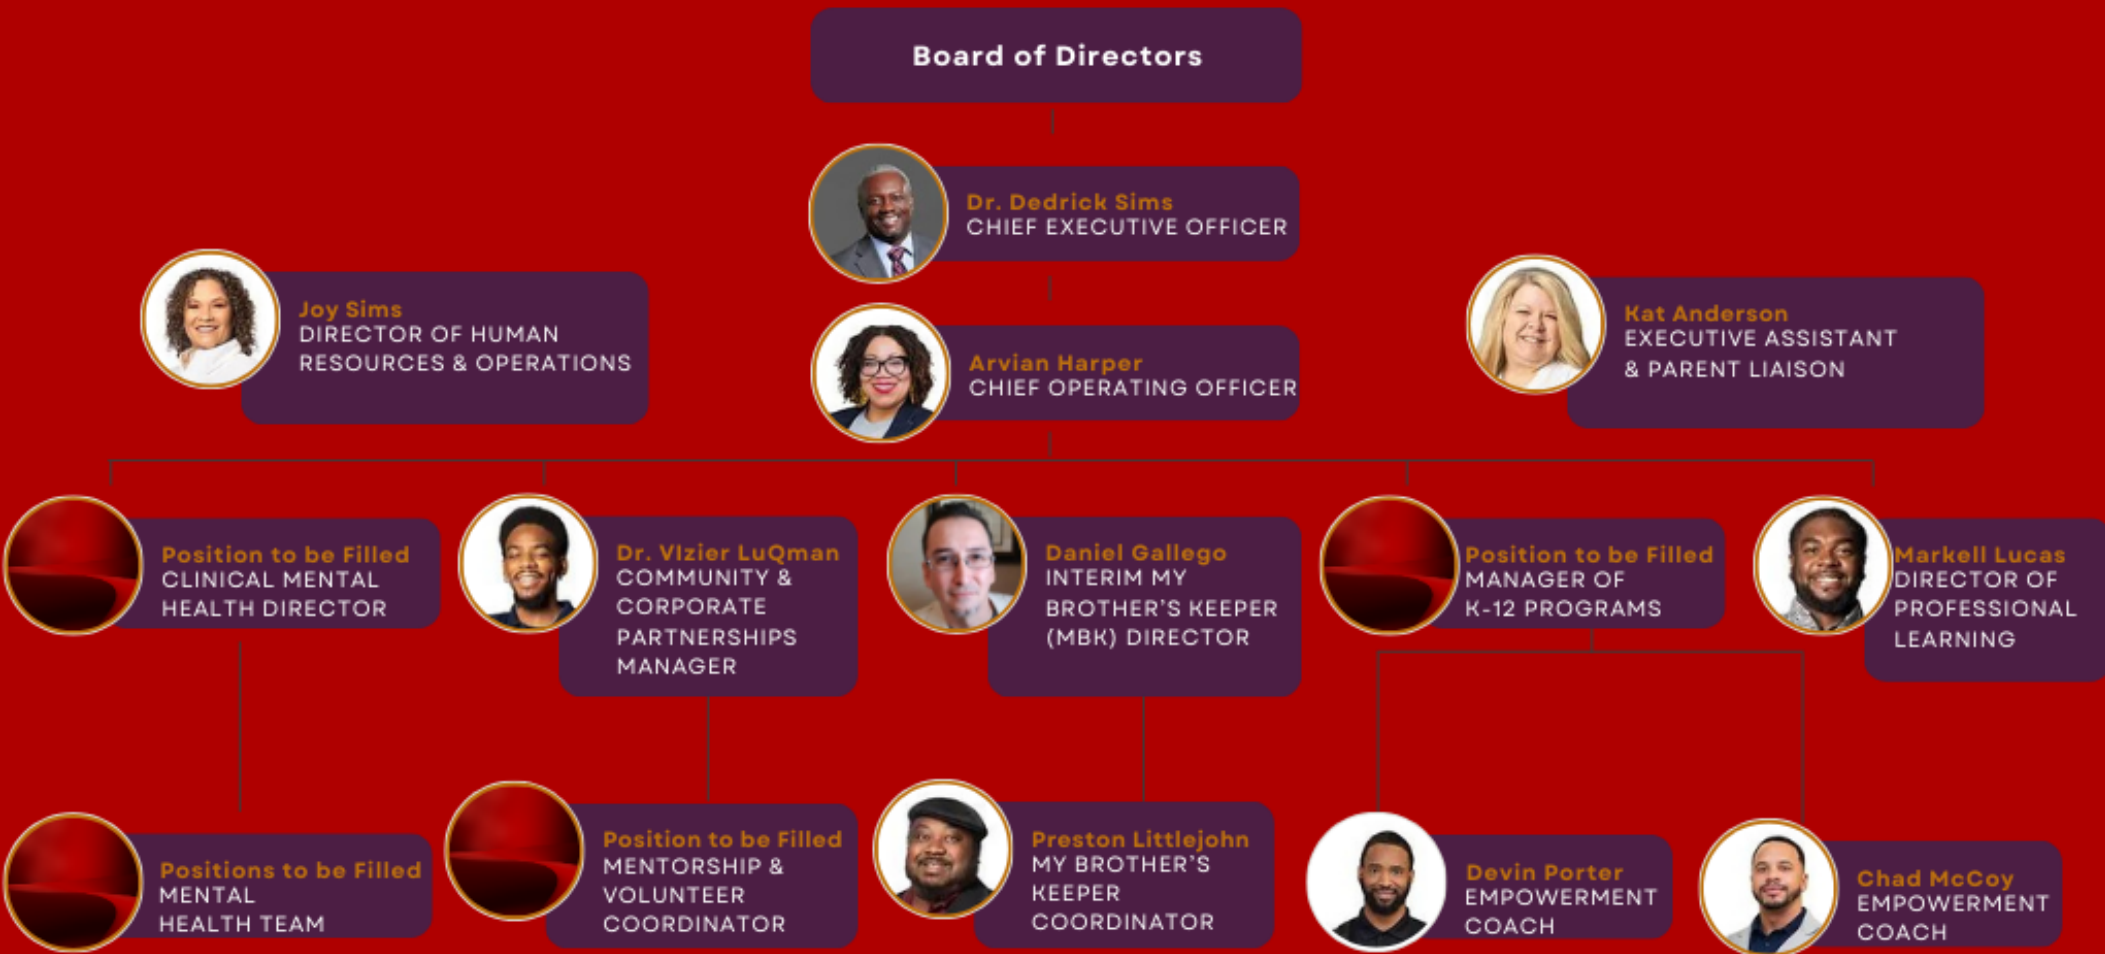 Board of Directors
Dr. Dedrick Sims
CHIEF EXECUTIVE OFFICER
Joy Sims
DIRECTOR OF HUMAN
RESOURCES & OPERATIONS
Arvian Harper
CHIEF OPERATING OFFICER
Kat Anderson
EXECUTIVE ASSISTANT
& PARENT LIAISON
Position to be Filled
CLINICAL MENTAL
HEALTH DIRECTOR
Dr. VIzier LuQman
COMMUNITY &
CORPORATE
PARTNERSHIPS
MANAGER
Daniel Gallego
INTERIM MY
BROTHER'S KEEPER
(MBK) DIRECTOR
Position to be Filled
MANAGER OF
K-12 PROGRAMS
Markell Lucas
DIRECTOR OF
PROFESSIONAL
LEARNING
Positions to be Filled
MENTAL
HEALTH TEAM
Position to be Filled
MENTORSHIP &
VOLUNTEER
COORDINATOR
Preston Littlejohn
MY BROTHER'S
KEEPER
COORDINATOR
Devin Porter
EMPOWERMENT
COACH
Chad McCoy
EMPOWERMENT
COACH